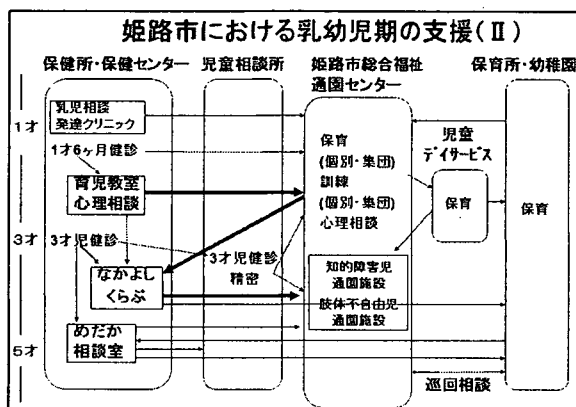 姫路市における乳幼児期の支援(Ⅱ)
保健所・保健センター
児童相談所
姫路市総合福祉
通園センター
保育所・幼稚園
1才
3才
5才
乳児相談
発達クリニック
1才6ヶ月健診
育児教室
心理相談
3才児健診
なかよし
くらぶ
めだか
相談室
3才児健診
精密
保育
(個別・集団)
訓練
(個別・集団)
心理相談
知的障害児
通園施設
肢体不自由児
通園施設
児童
デイサービス
保育
保育
巡回相談